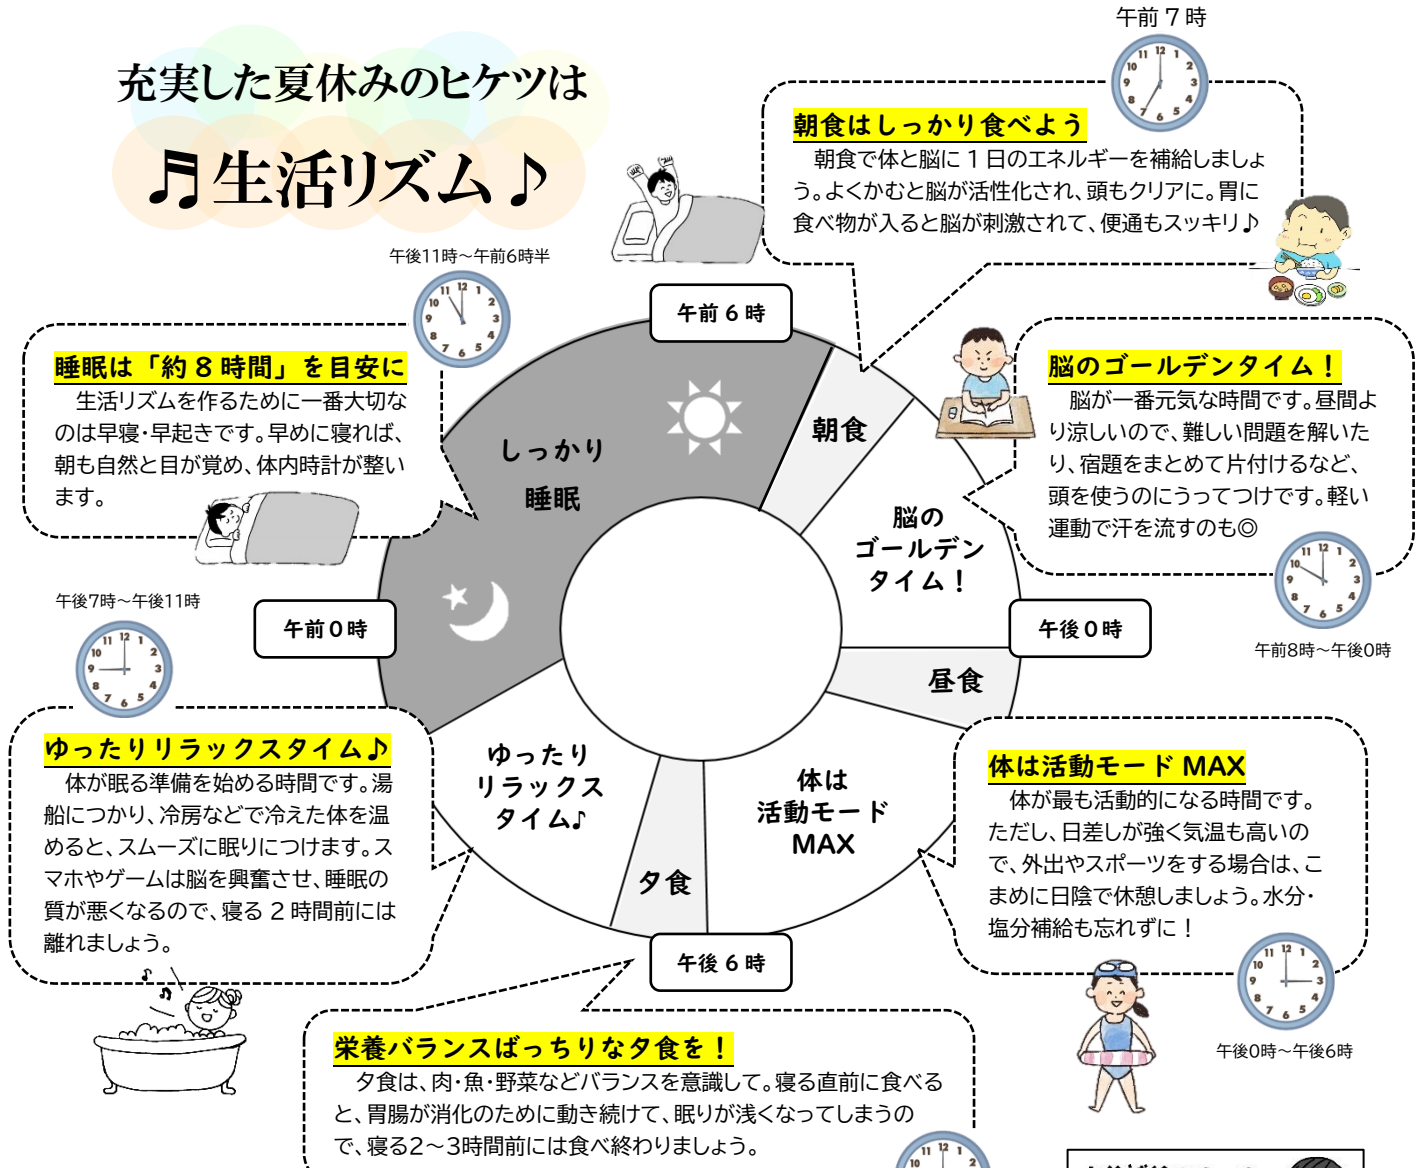 充実した夏休みのヒケツは
♬生活リズム♪
午前7時
朝食はしっかり食べよう
朝食で体と脳に1日のエネルギーを補給しましょ
う。よくかむと脳が活性化され、頭もクリアに。胃に
食べ物が入ると脳が刺激されて、便通もスッキリ♪
午後11時～午前6時半
睡眠は「約8時間」を目安に
生活リズムを作るために一番大切な
のは早寝・早起きです。早めに寝れば、
朝も自然と目が覚め、体内時計が整い
ます。
午前6時
朝食
しっかり
睡眠
脳の
ゴールデン
タイム！
脳のゴールデンタイム！
脳が一番元気な時間です。昼間よ
り涼しいので、難しい問題を解いた
り、宿題をまとめて片付けるなど、
頭を使うのにうってつけです。軽い
運動で汗を流すのも◎
午前8時～午後0時
午前0時
午後0時
昼食
午後7時～午後11時
ゆったりリラックスタイム♪
体が眠る準備を始める時間です。湯
船につかり、冷房などで冷えた体を温
めると、スムーズに眠りにつけます。ス
マホやゲームは脳を興奮させ、睡眠の
質が悪くなるので、寝る2時間前には
離れましょう。
ゆったり
リラックス
タイム♪
夕食
体は
活動モード
MAX
体は活動モードMAX
体が最も活動的になる時間です。
ただし、日差しが強く気温も高いの
で、外出やスポーツをする場合は、こ
まめに日陰で休憩しましょう。水分・
塩分補給も忘れずに！
午後0時～午後6時
午後6時
栄養バランスばっちりな夕食を！
夕食は、肉・魚・野菜などバランスを意識して。寝る直前に食べる
と、胃腸が消化のために動き続けて、眠りが浅くなってしまうの
で、寝る2～3時間前には食べ終わりましょう。